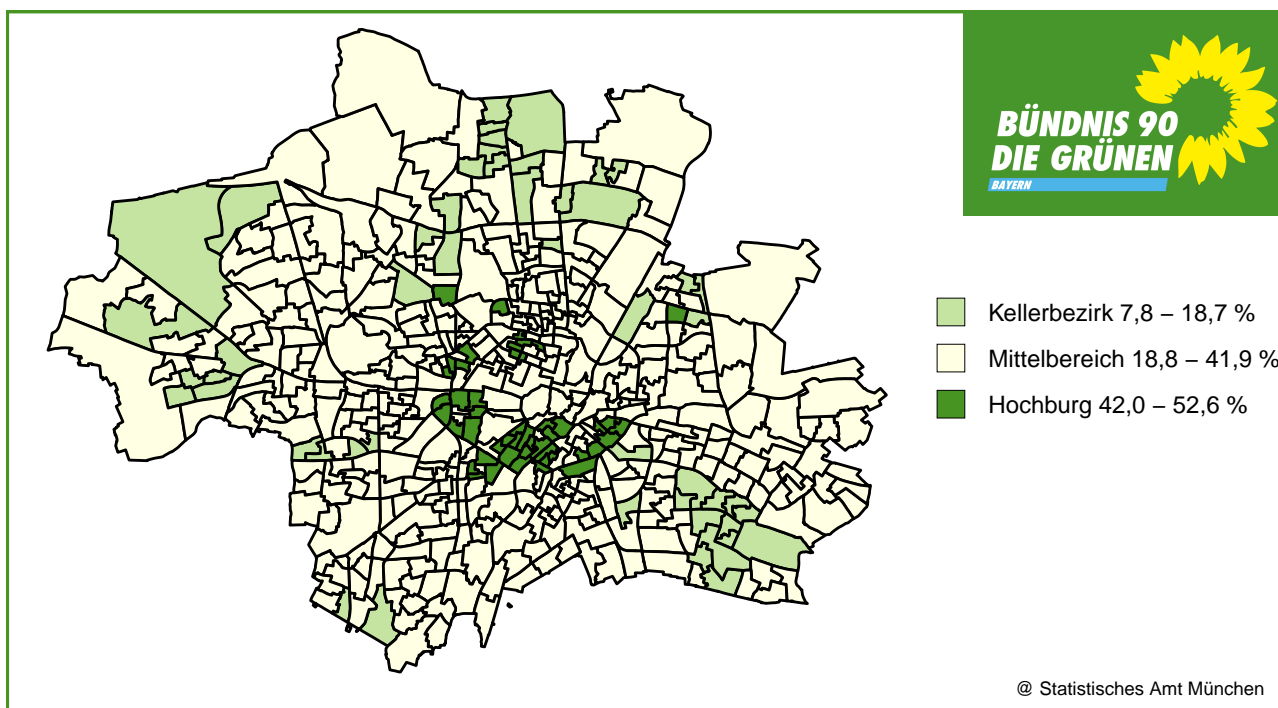 BÜNDNIS 90
DIE GRÜNEN
BAYERN
Kellerbezirk 7,8 – 18,7 %
Mittelbereich 18,8 – 41,9 %
Hochburg 42,0 – 52,6 %
@ Statistisches Amt München